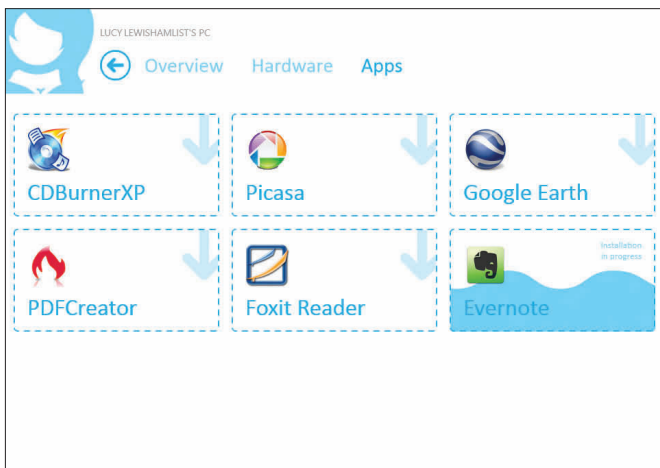 LUCY LEWISHAMLIST'S PC
Overview Hardware Apps
CDBurnerXP Picasa Google Earth
Installation
in progress
PDFCreator Foxit Reader Evernote